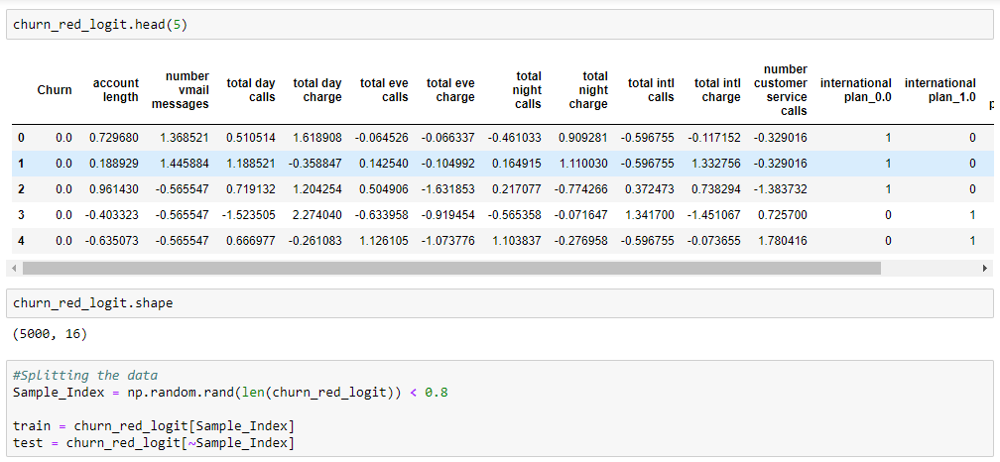 churn_red_logit.head(5)
Churn account length number vmail messages total day calls total day charge total eve calls total eve charge total night calls total night charge total intl calls total intl charge number customer service calls international plan_0.0 international plan_1.0 p
0 0.0 0.729680 1.368521 0.510514 1.618908 -0.064526 -0.066337 -0.461033 0.909281 -0.596755 -0.117152 -0.329016 1 0
1 0.0 0.188929 1.445884 1.188521 -0.358847 0.142540 -0.104992 0.164915 1.110030 -0.596755 1.332756 -0.329016 1 0
2 0.0 0.961430 -0.565547 0.719132 1.204254 0.504906 -1.631853 0.217077 -0.774266 0.372473 0.738294 -1.383732 1 0
3 0.0 -0.403323 -0.565547 -1.523505 2.274040 -0.633958 -0.919454 -0.565358 -0.071647 1.341700 -1.451067 0.725700 0 1
4 0.0 -0.635073 -0.565547 0.666977 -0.261083 1.126105 -1.073776 1.103837 -0.276958 -0.596755 -0.073655 1.780416 0 1
churn_red_logit.shape
(5000, 16)
#Splitting the data
Sample_Index = np.random.rand(len(churn_red_logit)) < 0.8
train = churn_red_logit[Sample_Index]
test = churn_red_logit[~Sample_Index]